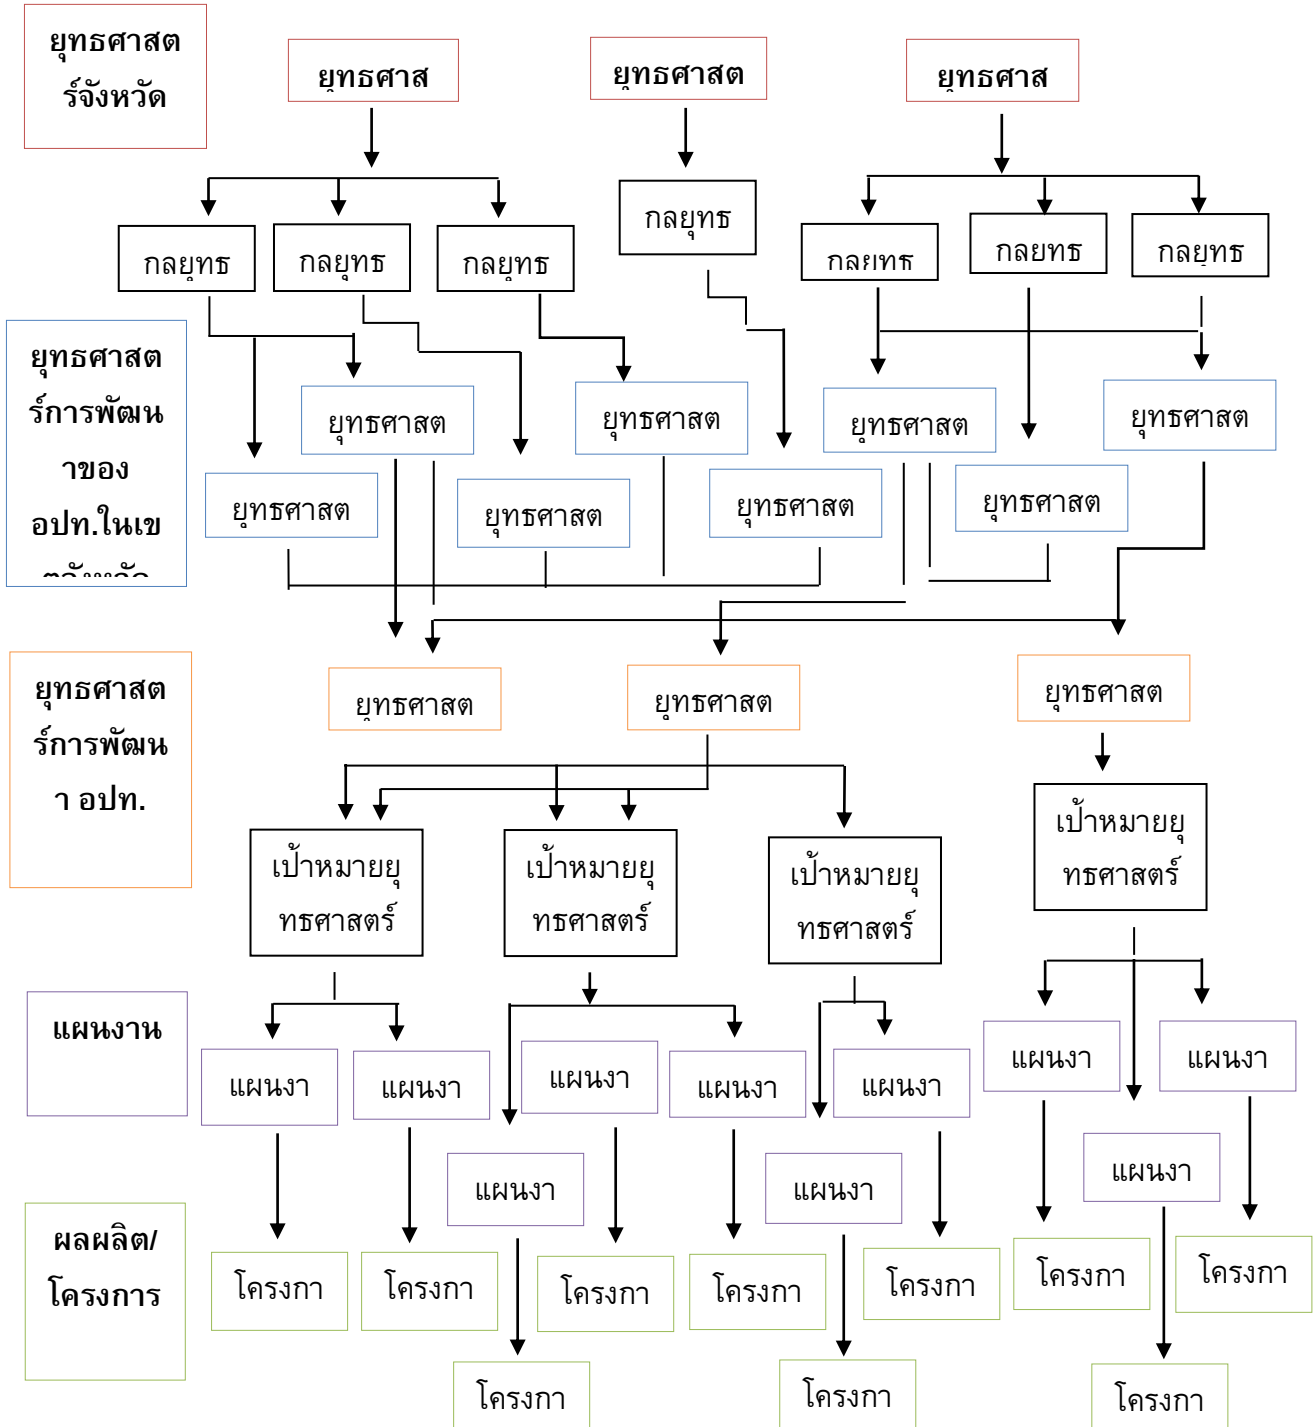 ยุทธศาสต
ร์จังหวัด
ยุทธศาส
ยุทธศาสต
ยุทธศาส
กลยุทธ
กลยุทธ
กลยุทธ
กลยุทธ
กลยุทธ
กลยุทธ
กลยุทธ
ยุทธศาสต
ร์การพัฒน
าของ
อปท.ในเข
ตจังหวัด
ยุทธศาสต
ยุทธศาสต
ยุทธศาสต
ยุทธศาสต
ยุทธศาสต
ยุทธศาสต
ยุทธศาสต
ยุทธศาสต
ยุทธศาสต
ร์การพัฒน
า อปท.
ยุทธศาสต
ยุทธศาสต
ยุทธศาสต
เป้าหมายยุ
ทธศาสตร์
เป้าหมายยุ
ทธศาสตร์
เป้าหมายยุ
ทธศาสตร์
เป้าหมายยุ
ทธศาสตร์
แผนงาน
แผนงา
แผนงา
แผนงา
แผนงา
แผนงา
แผนงา
แผนงา
แผนงา
แผนงา
แผนงา
ผลผลิต/
โครงการ
โครงกา
โครงกา
โครงกา
โครงกา
โครงกา
โครงกา
โครงกา
โครงกา
โครงกา
โครงกา